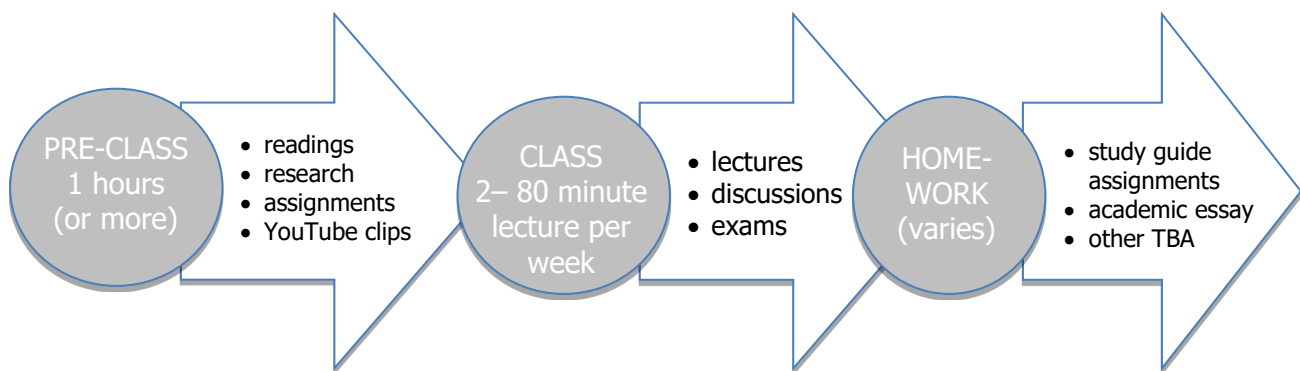 PRE-CLASS
1 hours
(or more)
• readings
• research
• assignments
• YouTube clips
CLASS
2– 80 minute
lecture per
week
• lectures
• discussions
• exams
HOME-
WORK
(varies)
• study guide
assignments
• academic essay
• other TBA